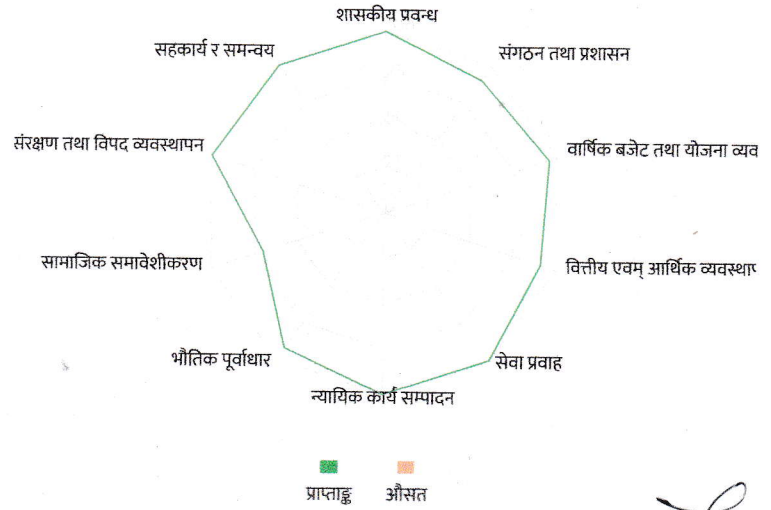 शासकीय प्रवन्ध
सहकार्य र समन्वय
संगठन तथा प्रशासन
संरक्षण तथा विपद व्यवस्थापन
वार्षिक बजेट तथा योजना व्यव
सामाजिक समावेशीकरण
वित्तीय एवम् आर्थिक व्यवस्थाप
भौतिक पूर्वाधार
सेवा प्रवाह
न्यायिक कार्य सम्पादन
प्राप्ताङ्क
औसत